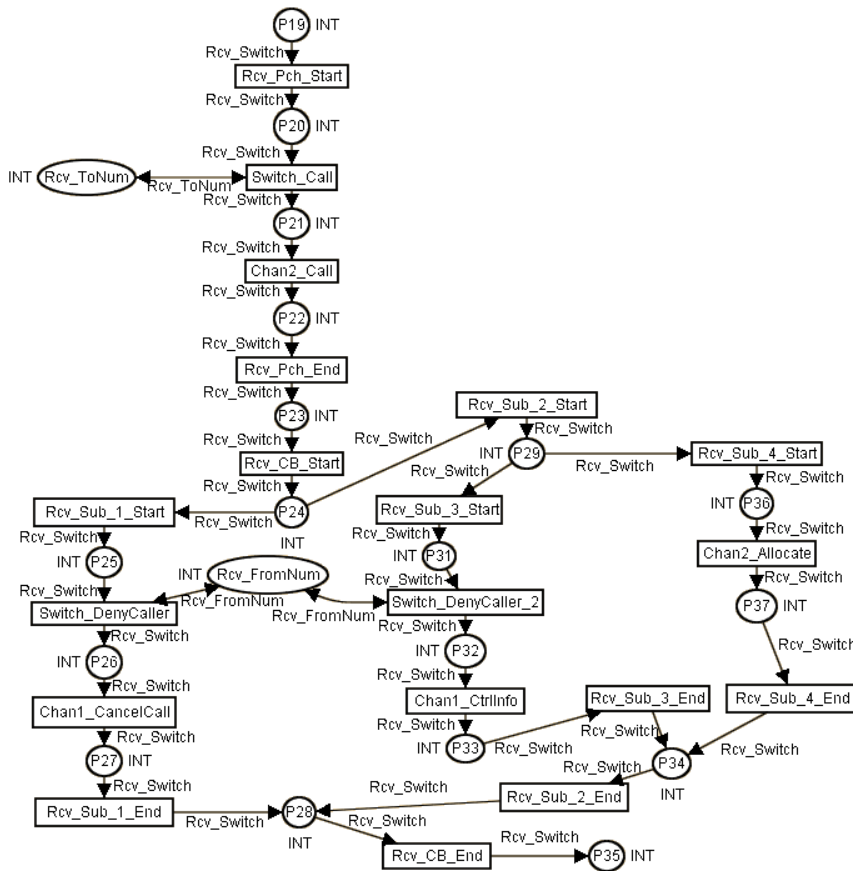 P19 INT
Rcv_Switch
Rcv_Pch_Start
Rcv_Switch
P20 INT
Rcv_Switch
INT Rcv_ToNum
Rcv_ToNum
Switch_Call
Rcv_Switch
P21 INT
Rcv_Switch
Chan2_Call
Rcv_Switch
P22 INT
Rcv_Switch
Rcv_Pch_End
Rcv_Switch
P23 INT
Rcv_Switch
Rcv_CB_Start
Rcv_Switch
P24
INT
Rcv_Switch
Rcv_Sub_2_Start
Rcv_Switch
INT P29
Rcv_Switch
Rcv_Switch
Rcv_Sub_4_Start
Rcv_Switch
INT P36
Rcv_Switch
Chan2_Allocate
Rcv_Switch
P37 INT
Rcv_Switch
Rcv_Sub_4_End
Rcv_Switch
Rcv_Switch
Rcv_Sub_1_Start
Rcv_Switch
INT P25
Rcv_Switch
INT Rcv_FromNum
Rcv_FromNum
Rcv_FromNum
Switch_DenyCaller
Rcv_Switch
INT P26
Rcv_Switch
Chan1_CancelCall
Rcv_Switch
P27 INT
Rcv_Switch
Rcv_Sub_1_End
Rcv_Switch
Rcv_Sub_3_Start
Rcv_Switch
INT P31
Rcv_Switch
Switch_DenyCaller_2
Rcv_Switch
P32 INT
Rcv_Switch
Chan1_CtrlInfo
Rcv_Switch
INT P33
Rcv_Switch
Rcv_Sub_3_End
Rcv_Switch
P34
INT
Rcv_Switch
Rcv_Sub_2_End
Rcv_Switch
P28
INT
Rcv_Switch
Rcv_CB_End
Rcv_Switch
P35 INT